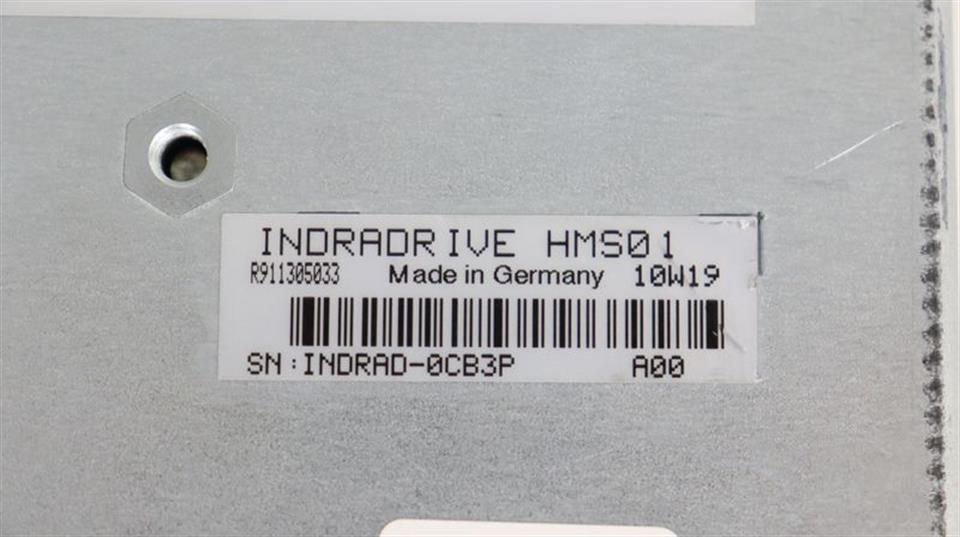 INDRADRIVE HMS01
R911305033 Made in Germany 10W19
SN:INDRAD-0CB3P A00